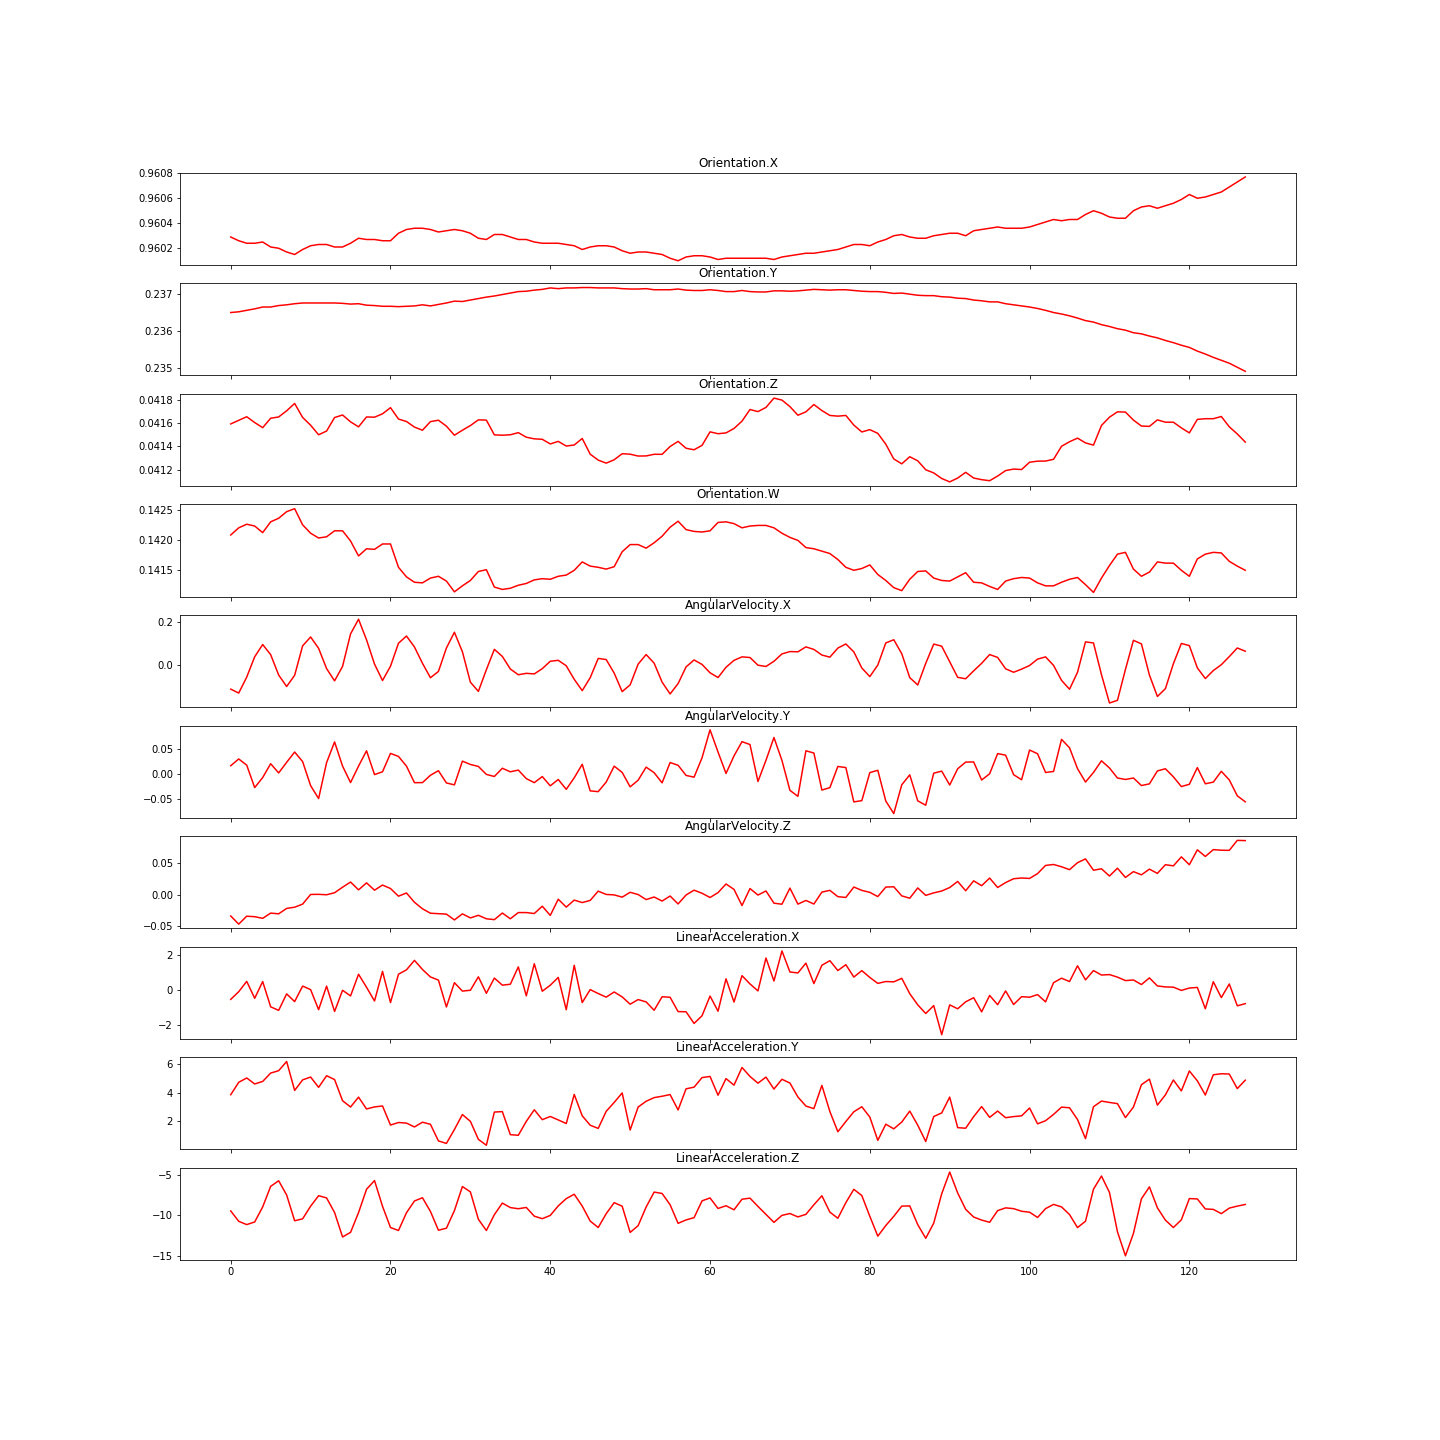 Orientation.X
0.9608
0.9606
0.9604
0.9602
Orientation.Y
0.237
0.236
0.235
Orientation.Z
0.0418
0.0416
0.0414
0.0412
Orientation.W
0.1425
0.1420
0.1415
AngularVelocity.X
0.2
0.0
AngularVelocity.Y
0.05
0.00
−0.05
AngularVelocity.Z
0.05
0.00
−0.05
LinearAcceleration.X
2
0
−2
LinearAcceleration.Y
6
4
2
LinearAcceleration.Z
−5
−10
−15
0 20 40 60 80 100 120